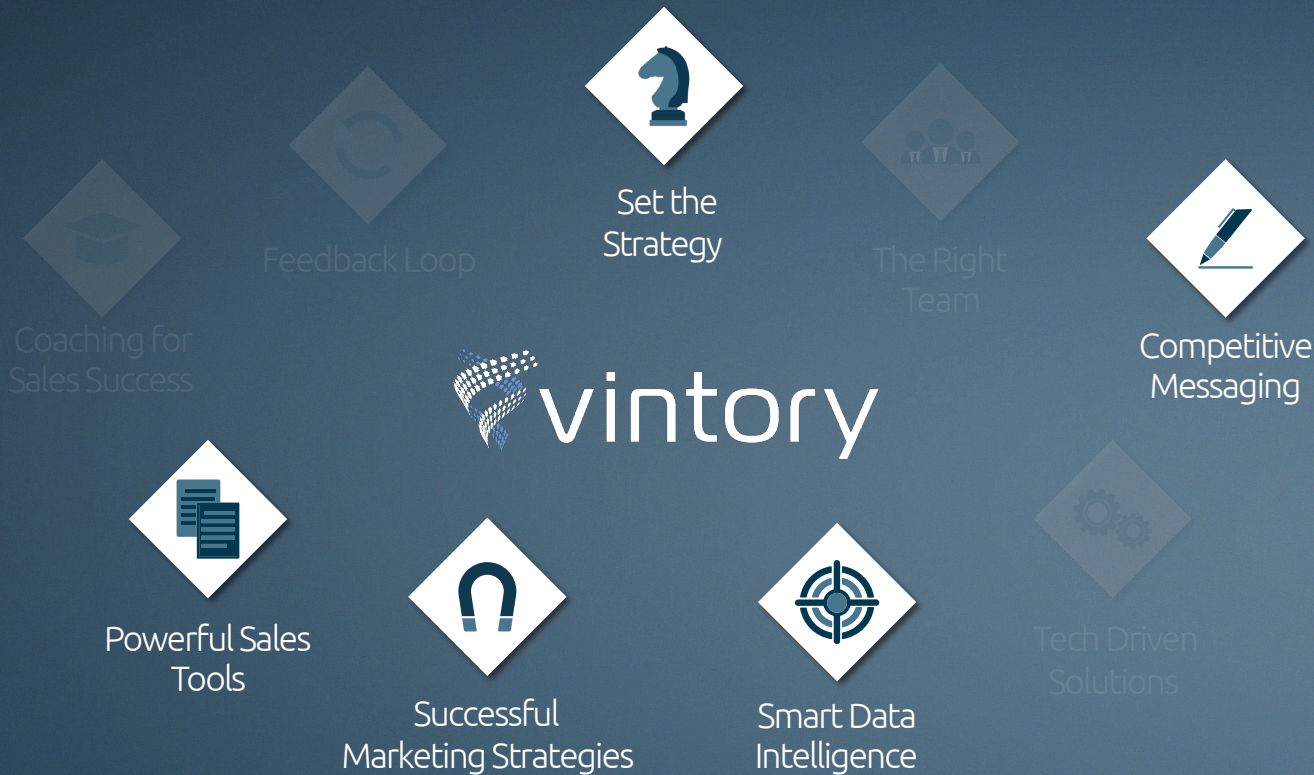 Set the
Strategy
Feedback Loop
The Right
Team
Coaching for
Sales Success
Competitive
Messaging
vintory
Powerful Sales
Tools
Tech Driven
Solutions
Successful
Marketing Strategies
Smart Data
Intelligence